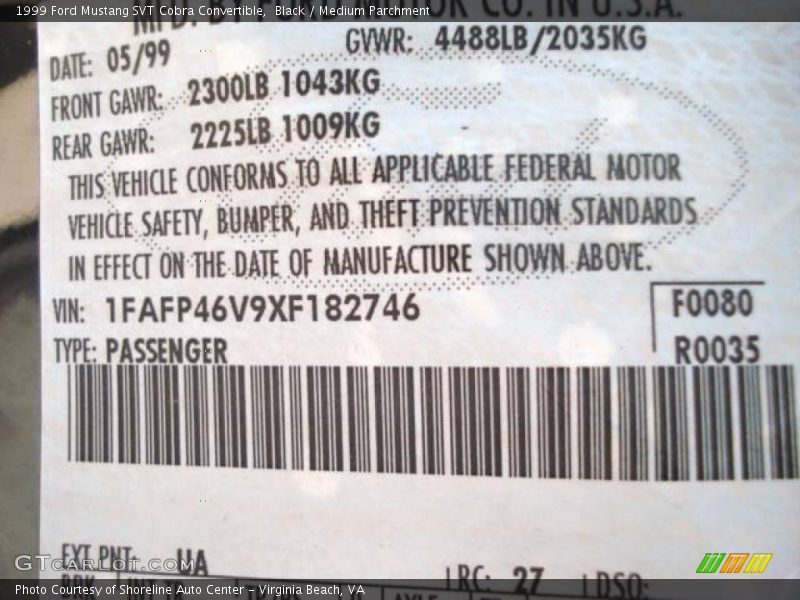 1999 Ford Mustang SVT Cobra Convertible, Black / Medium Parchment
CO. IN U.S.A.
DATE: 05/99
GVWR: 4488LB/2035KG
FRONT GAWR: 2300LB 1043KG
REAR GAWR: 2225LB 1009KG
THIS VEHICLE CONFORMS TO ALL APPLICABLE FEDERAL MOTOR
VEHICLE SAFETY, BUMPER, AND THEFT PREVENTION STANDARDS
IN EFFECT ON THE DATE OF MANUFACTURE SHOWN ABOVE.
VIN: 1FAFP46V9XF182746
F0080
TYPE: PASSENGER
R0035
EXT PNT: UA
GTCarLot.com
RC: 27 DSO:
Photo Courtesy of Shoreline Auto Center - Virginia Beach, VA